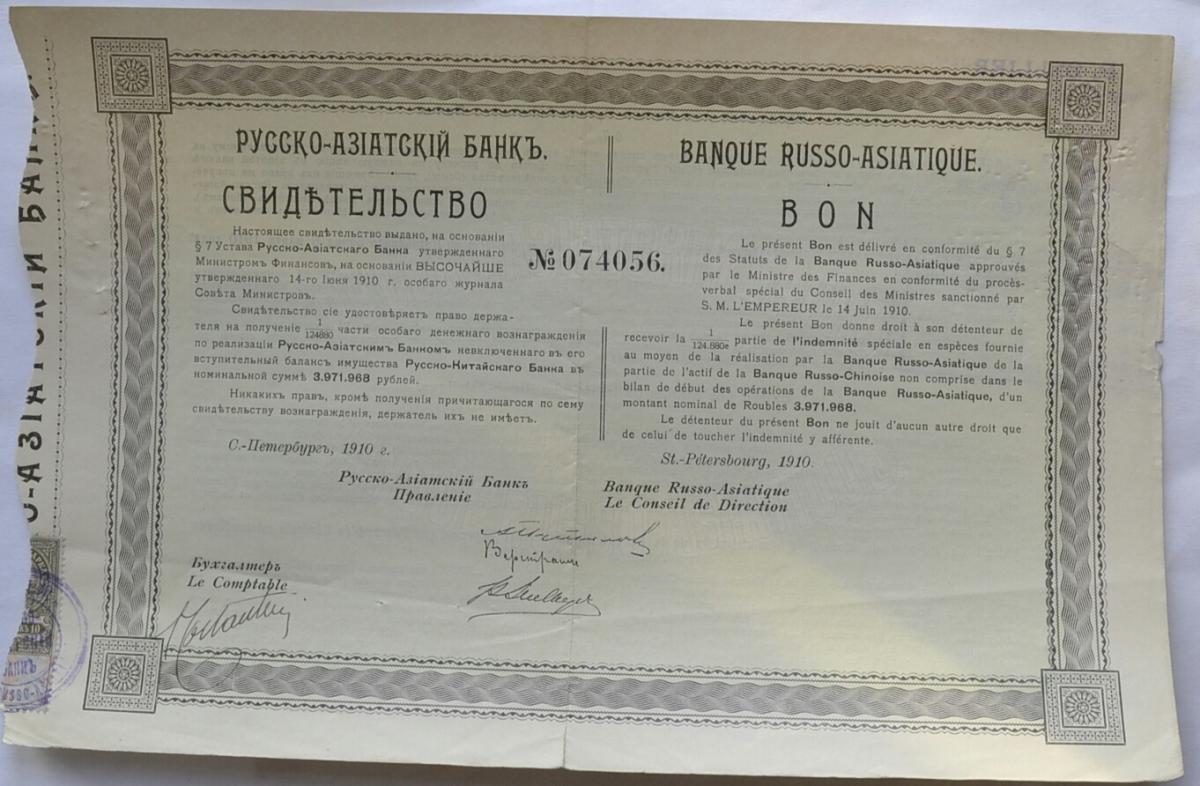 РУССКО-АЗІАТСКІЙ БАНКЪ.
СВИДѢТЕЛЬСТВО
Настоящее свидѣтельство выдано, на основаніи
§ 7 Устава Русско-Азіатскаго Банка утвержденнаго
Министромъ Финансовъ, на основаніи ВЫСОЧАЙШЕ
утвержденнаго 14-го Іюня 1910 г. особаго журнала
Совѣта Министровъ.
Свидѣтельство сіе удостовѣряетъ право держа-
теля на полученіе 1/124880 части особаго денежнаго вознагражденія
по реализаціи Русско-Азіатскимъ Банкомъ невключеннаго въ его
вступительный балансъ имущества Русско-Китайскаго Банка въ
номинальной суммѣ 3.971.968 рублей.
Никакихъ правъ, кромѣ полученія причитающагося по сему
свидѣтельству вознагражденія, держатель ихъ не имѣетъ.
С.-Петербургъ, 1910 г.
Русско-Азіатскій Банкъ
Правленіе
№ 074056.
BANQUE RUSSO-ASIATIQUE.
BON
Le présent Bon est délivré en conformité du § 7
des Statuts de la Banque Russo-Asiatique approuvés
par le Ministre des Finances en conformité du procès-
verbal spécial du Conseil des Ministres sanctionné par
S. M. L'EMPEREUR le 14 Juin 1910.
Le présent Bon donne droit à son détenteur de
recevoir la 1/124.880e partie de l'indemnité spéciale en espèces fournie
au moyen de la réalisation par la Banque Russo-Asiatique de la
partie de l'actif de la Banque Russo-Chinoise non comprise dans le
bilan de début des opérations de la Banque Russo-Asiatique, d'un
montant nominal de Roubles 3.971.968.
Le détenteur du présent Bon ne jouit d'aucun autre droit que
de celui de toucher l'indemnité y afférente.
St.-Pétersbourg, 1910.
Banque Russo-Asiatique
Le Conseil de Direction
Бухгалтеръ
Le Comptable
О-АЗІАТСКІЙ БАНКЪ